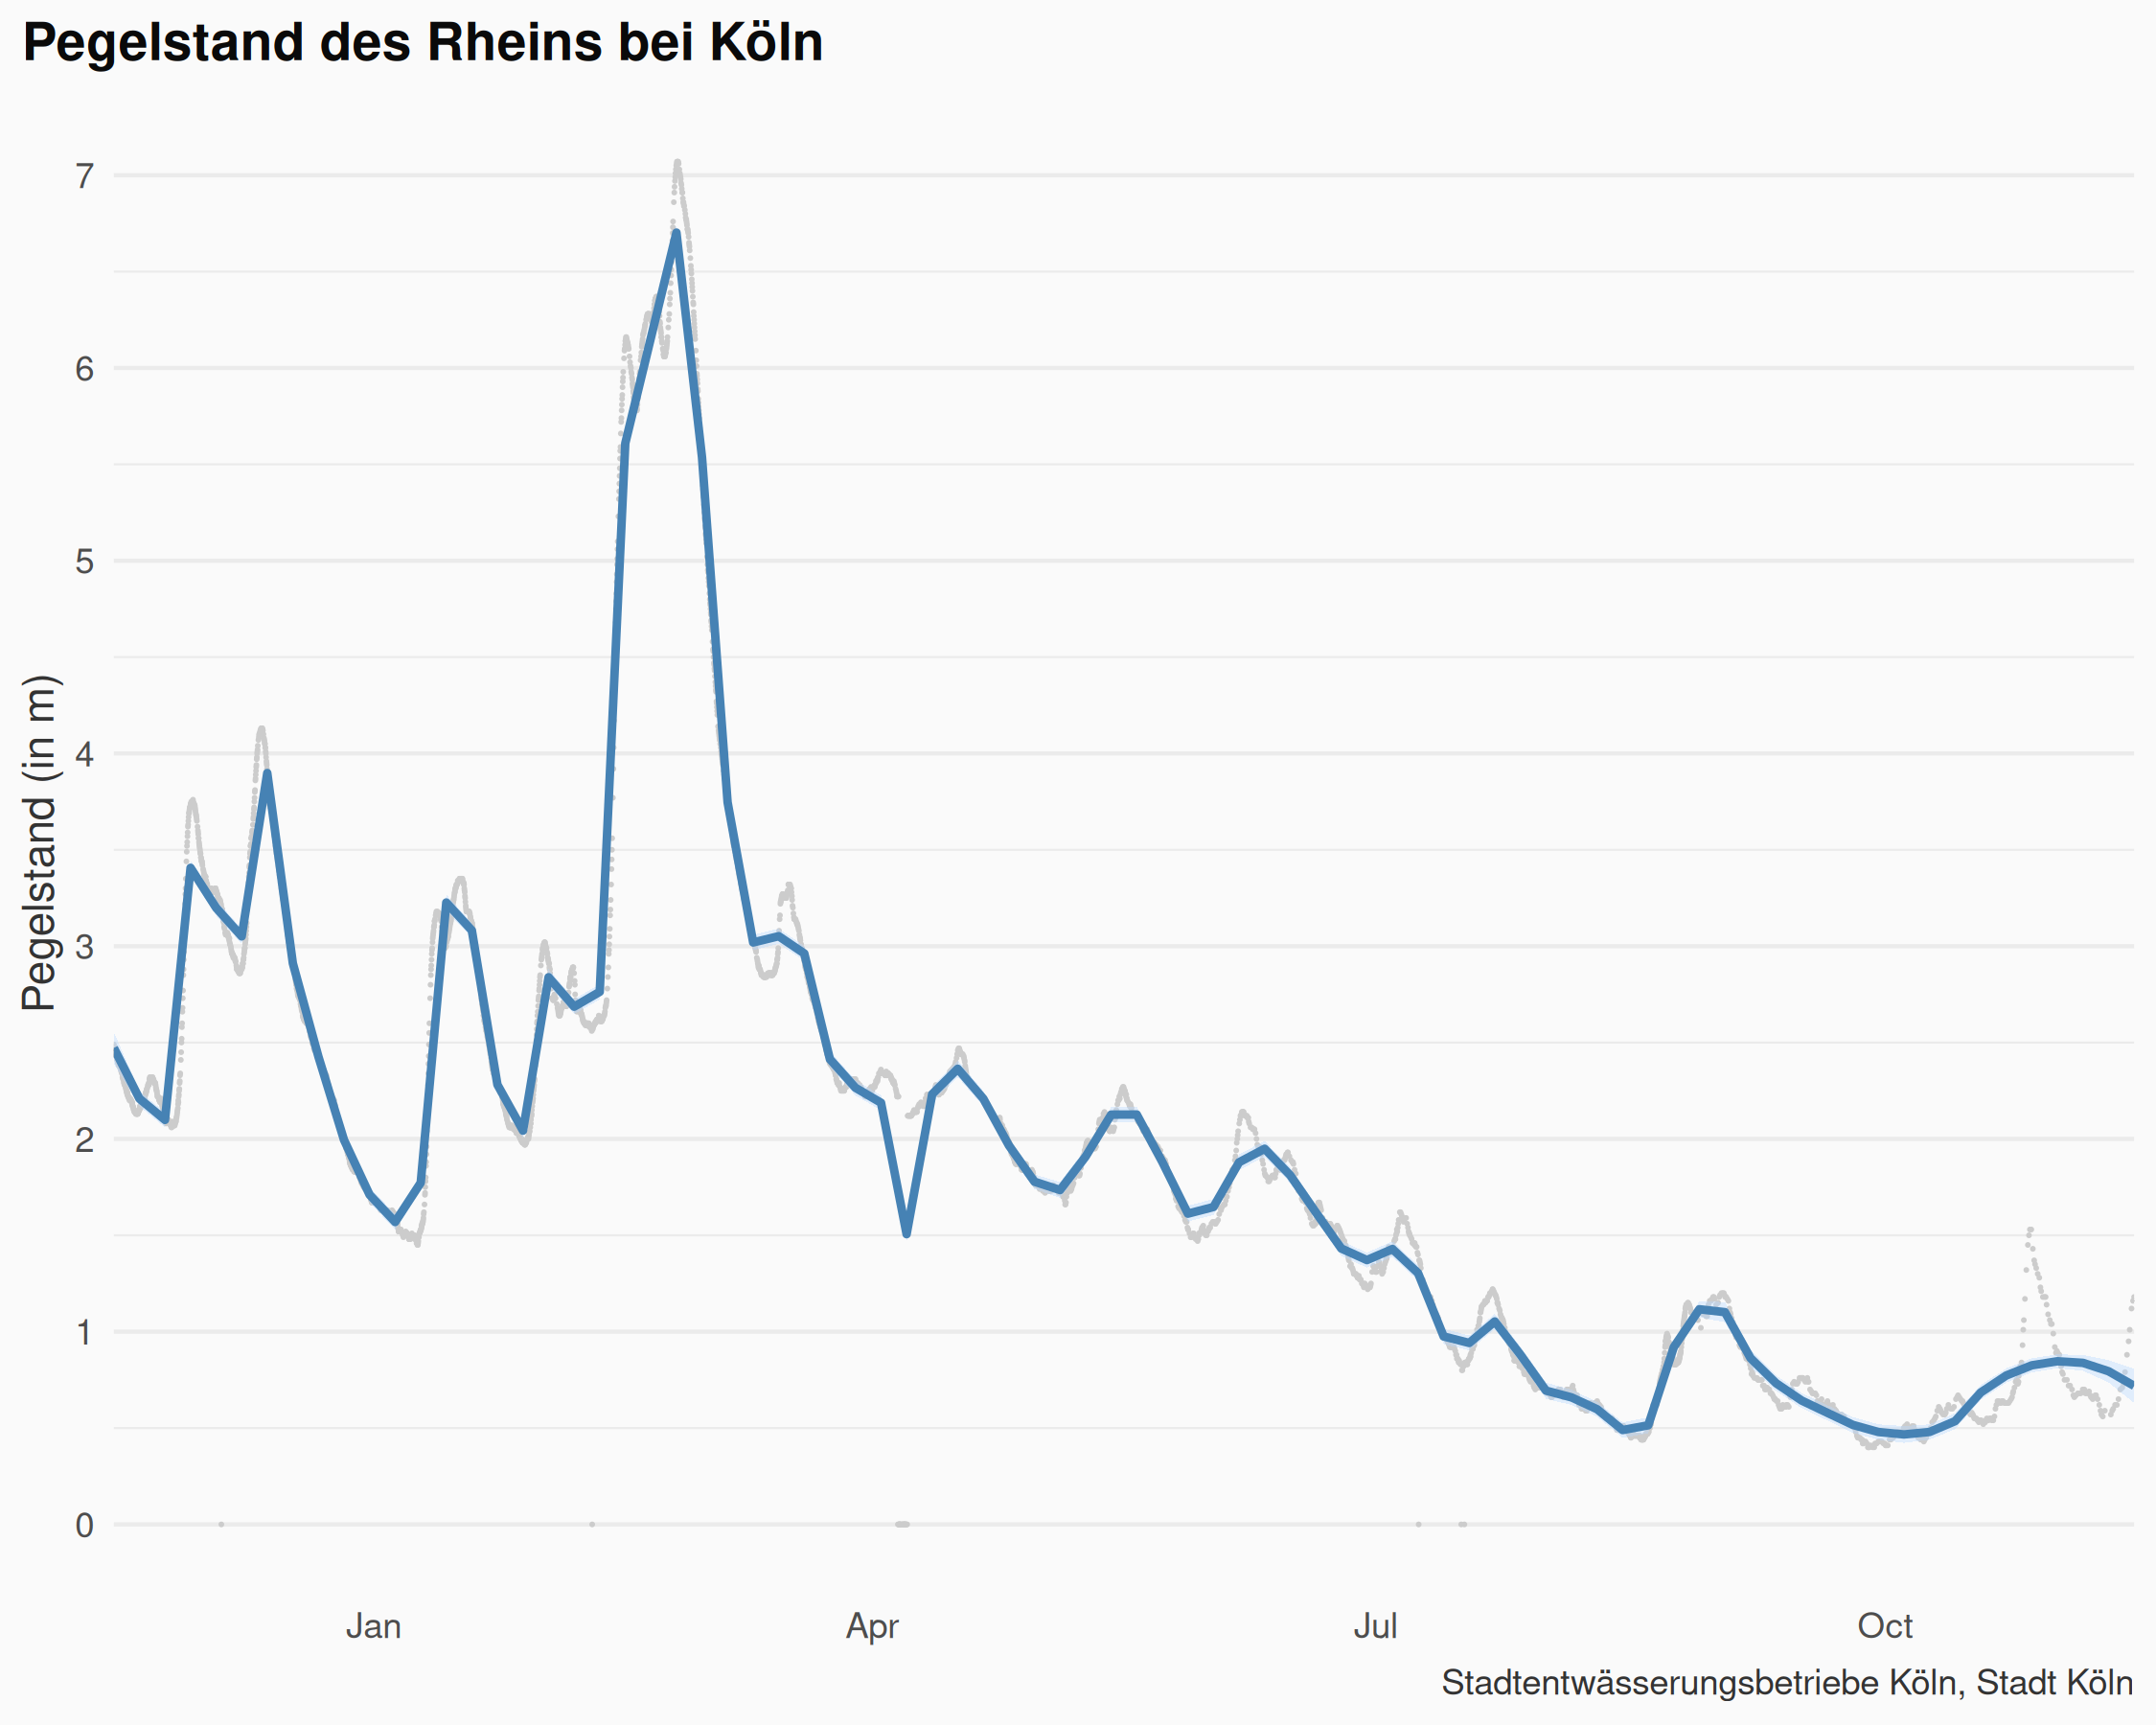 Pegelstand des Rheins bei Köln
Pegelstand (in m)
7
6
5
4
3
2
1
0
Jan Apr Jul Oct
Stadtentwässerungsbetriebe Köln, Stadt Köln